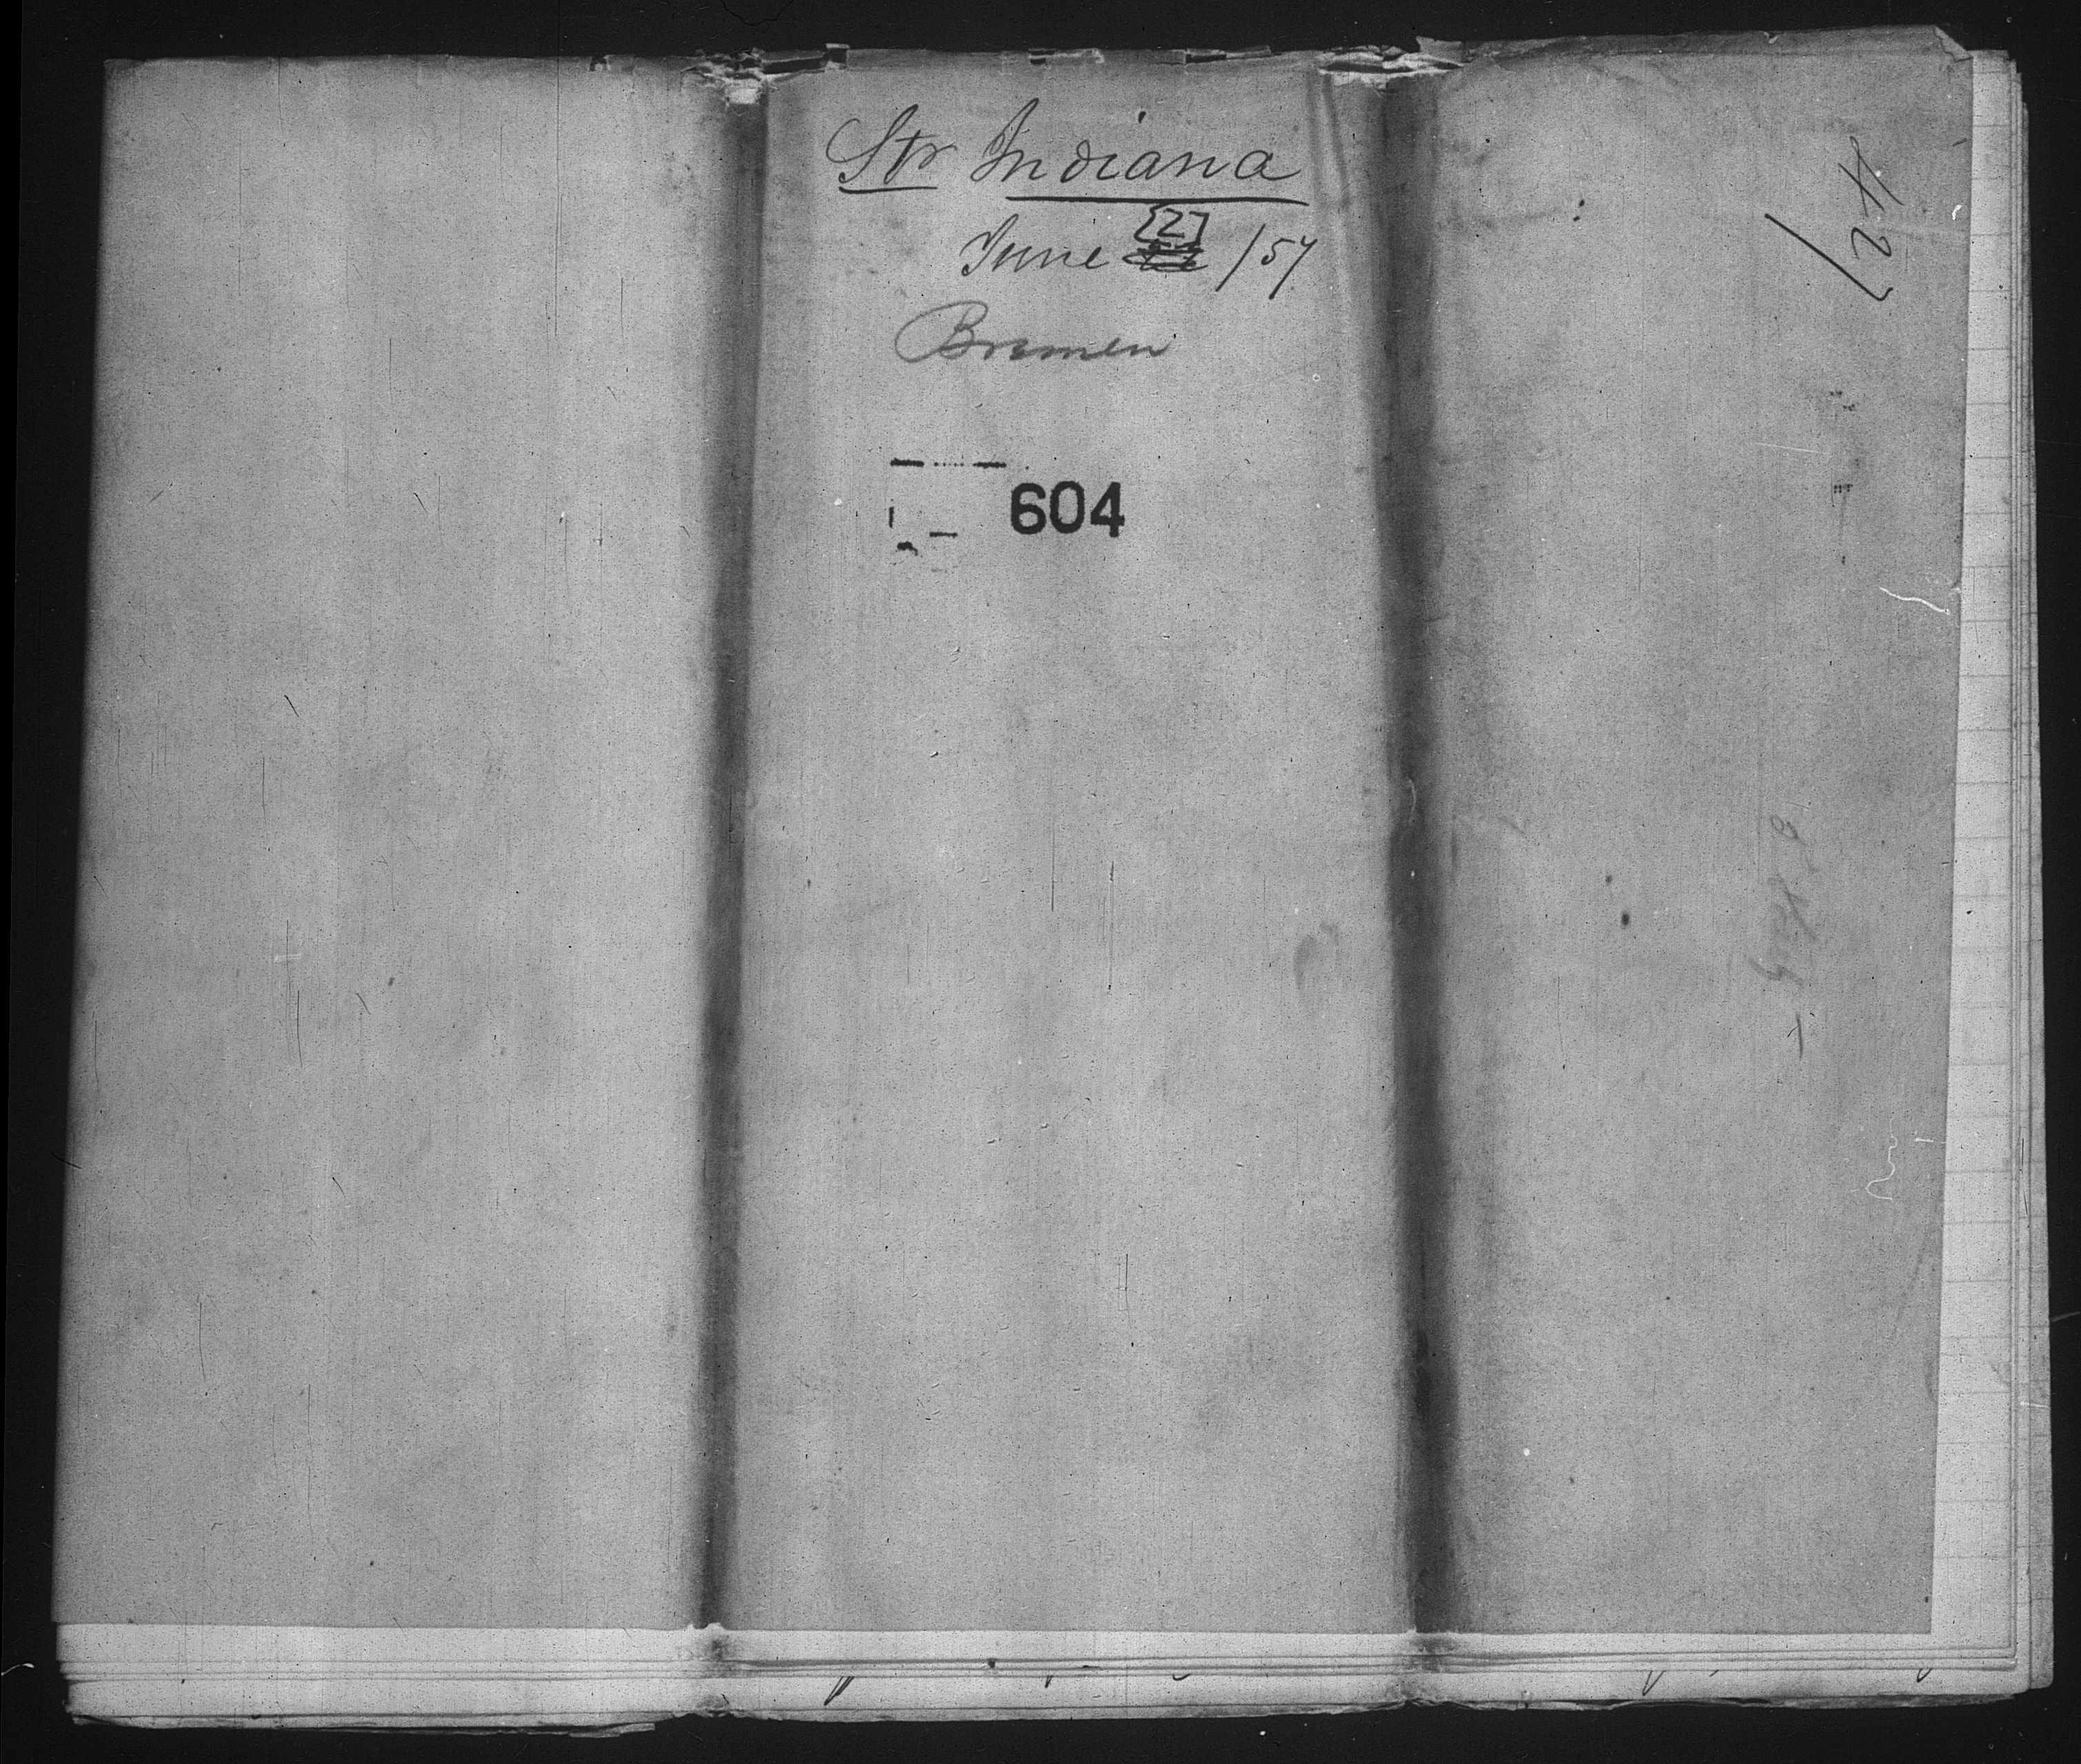 Str Indiana
[2]
June /57
Bremen
604